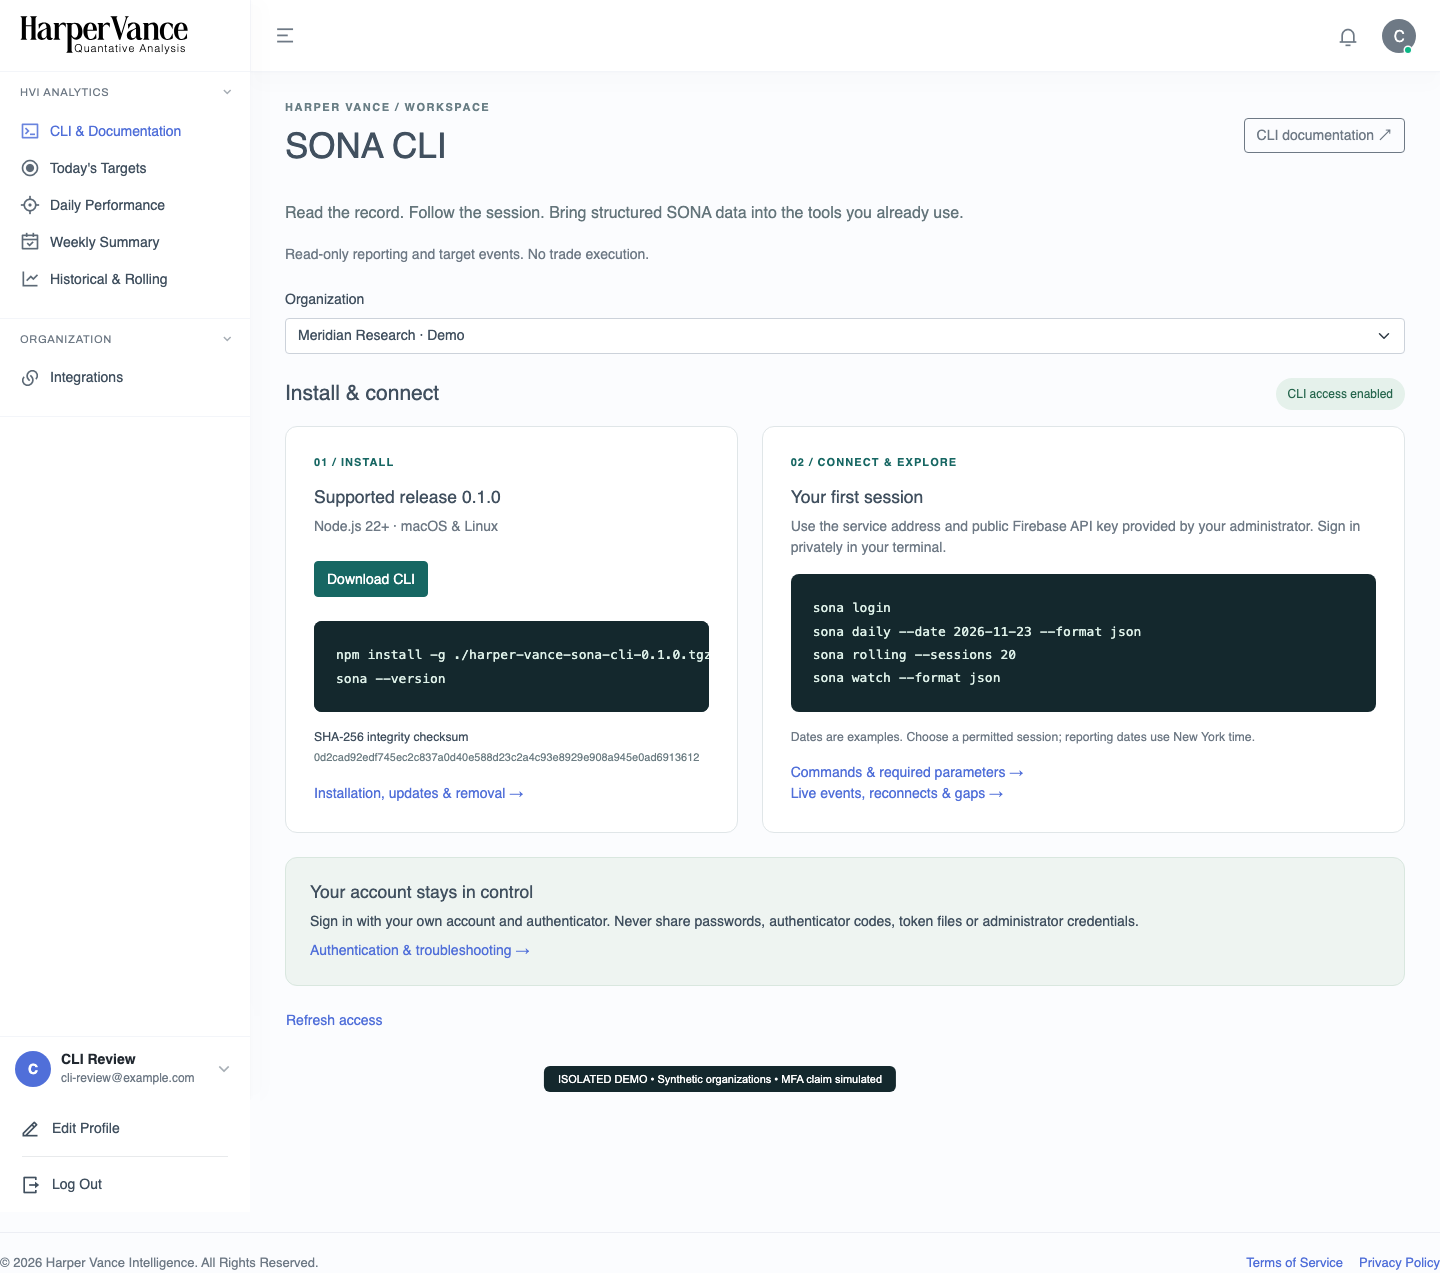 HarperVance
Quantative Analysis
C
HVI ANALYTICS
CLI & Documentation
Today's Targets
Daily Performance
Weekly Summary
Historical & Rolling
ORGANIZATION
Integrations
HARPER VANCE / WORKSPACE
SONA CLI
CLI documentation ↗
Read the record. Follow the session. Bring structured SONA data into the tools you already use.
Read-only reporting and target events. No trade execution.
Organization
Meridian Research · Demo
Install & connect
CLI access enabled
01 / INSTALL
Supported release 0.1.0
Node.js 22+ · macOS & Linux
Download CLI
npm install -g ./harper-vance-sona-cli-0.1.0.tgz
sona --version
SHA-256 integrity checksum
0d2cad92edf745ec2c837a0d40e588d23c2a4c93e8929e908a945e0ad6913612
Installation, updates & removal →
02 / CONNECT & EXPLORE
Your first session
Use the service address and public Firebase API key provided by your administrator. Sign in
privately in your terminal.
sona login
sona daily --date 2026-11-23 --format json
sona rolling --sessions 20
sona watch --format json
Dates are examples. Choose a permitted session; reporting dates use New York time.
Commands & required parameters →
Live events, reconnects & gaps →
Your account stays in control
Sign in with your own account and authenticator. Never share passwords, authenticator codes, token files or administrator credentials.
Authentication & troubleshooting →
Refresh access
C
CLI Review
cli-review@example.com
Edit Profile
Log Out
ISOLATED DEMO • Synthetic organizations • MFA claim simulated
© 2026 Harper Vance Intelligence. All Rights Reserved.
Terms of Service
Privacy Policy